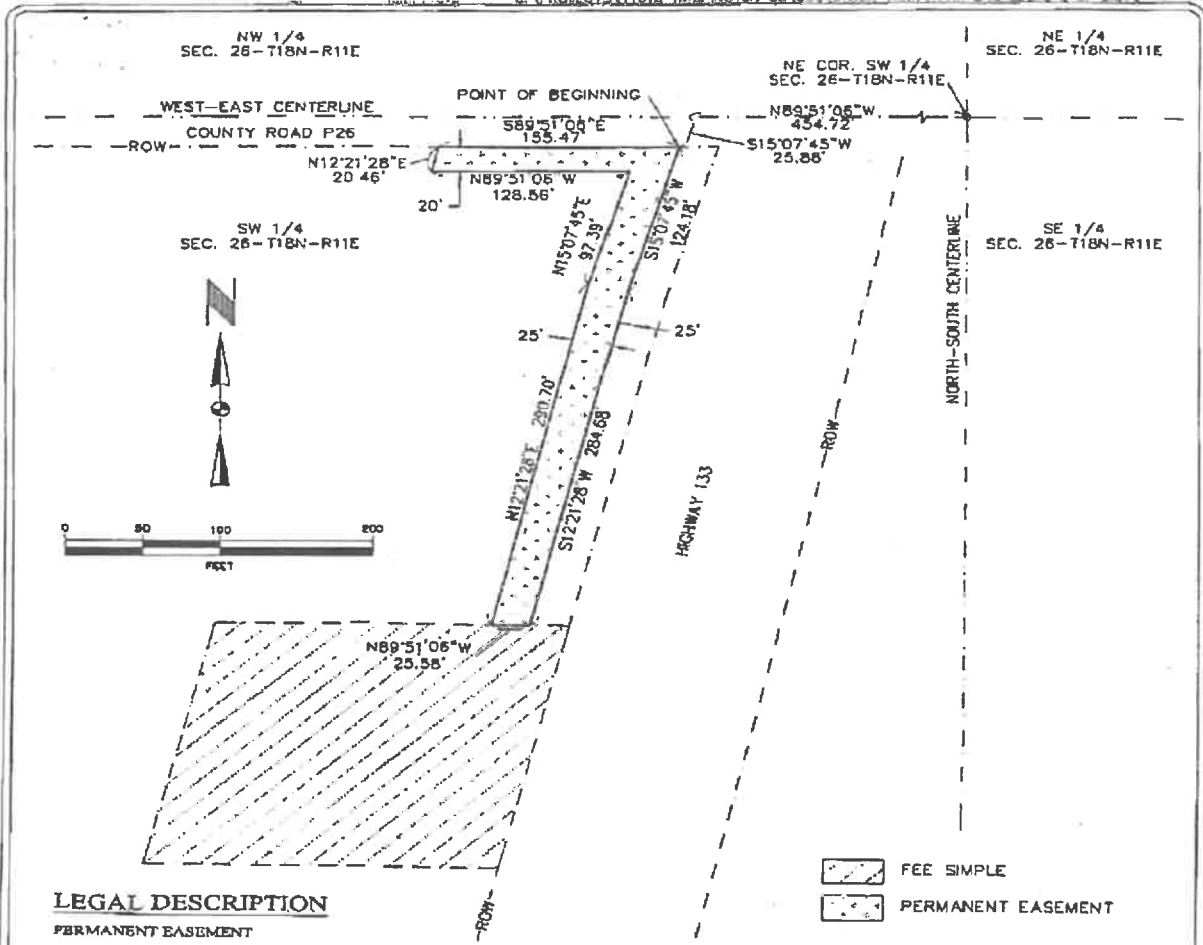 NW 1/4
SEC. 26-T18N-R11E
NE 1/4
SEC. 26-T18N-R11E
NE COR. SW 1/4
SEC. 26-T18N-R11E
WEST-EAST CENTERLINE
POINT OF BEGINNING
N89°51'06"W
454.72'
COUNTY ROAD P26
S89°51'06"E
155.47'
S15°07'45"W
25.88'
ROW
N12°21'28"E
20.46'
N89°51'06"W
128.56'
20'
SW 1/4
SEC. 26-T18N-R11E
SE 1/4
SEC. 26-T18N-R11E
N15°07'45"E
97.39'
S15°07'45"W
124.18'
NORTH-SOUTH CENTERLINE
25'
25'
N12°21'28"E 290.70'
S12°21'28"W 284.68'
HIGHWAY 133
ROW
0 50 100 200
FEET
N89°51'06"W
25.58'
FEE SIMPLE
PERMANENT EASEMENT
LEGAL DESCRIPTION
PERMANENT EASEMENT
ROW